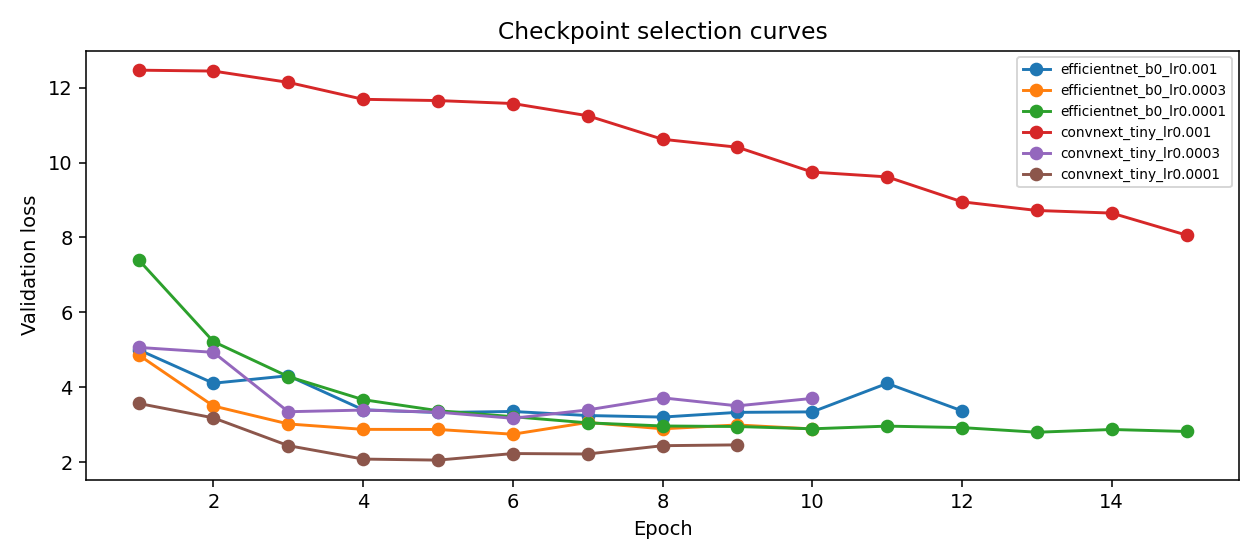 Checkpoint selection curves
efficientnet_b0_lr0.001
efficientnet_b0_lr0.0003
efficientnet_b0_lr0.0001
convnext_tiny_lr0.001
convnext_tiny_lr0.0003
convnext_tiny_lr0.0001
Validation loss
12
10
8
6
4
2
2 4 6 8 10 12 14
Epoch